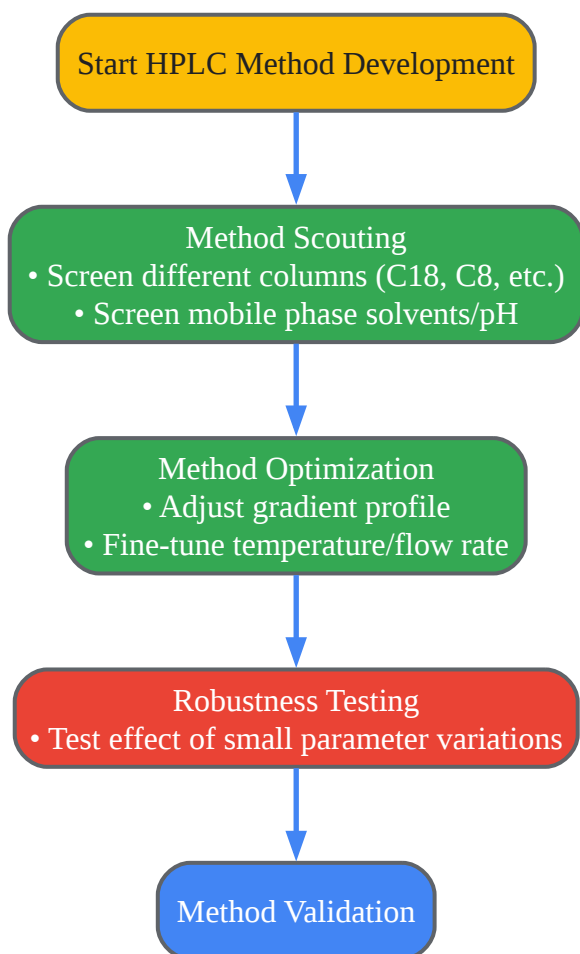 Start HPLC Method Development
Method Scouting
• Screen different columns (C18, C8, etc.)
• Screen mobile phase solvents/pH
Method Optimization
• Adjust gradient profile
• Fine-tune temperature/flow rate
Robustness Testing
• Test effect of small parameter variations
Method Validation